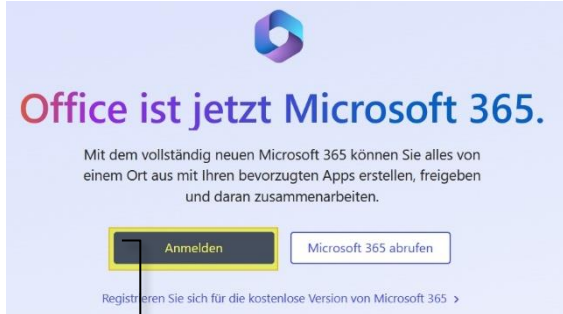 Office ist jetzt Microsoft 365.
Mit dem vollständig neuen Microsoft 365 können Sie alles von
einem Ort aus mit Ihren bevorzugten Apps erstellen, freigeben
und daran zusammenarbeiten.
Anmelden
Microsoft 365 abrufen
Registrieren Sie sich für die kostenlose Version von Microsoft 365 >